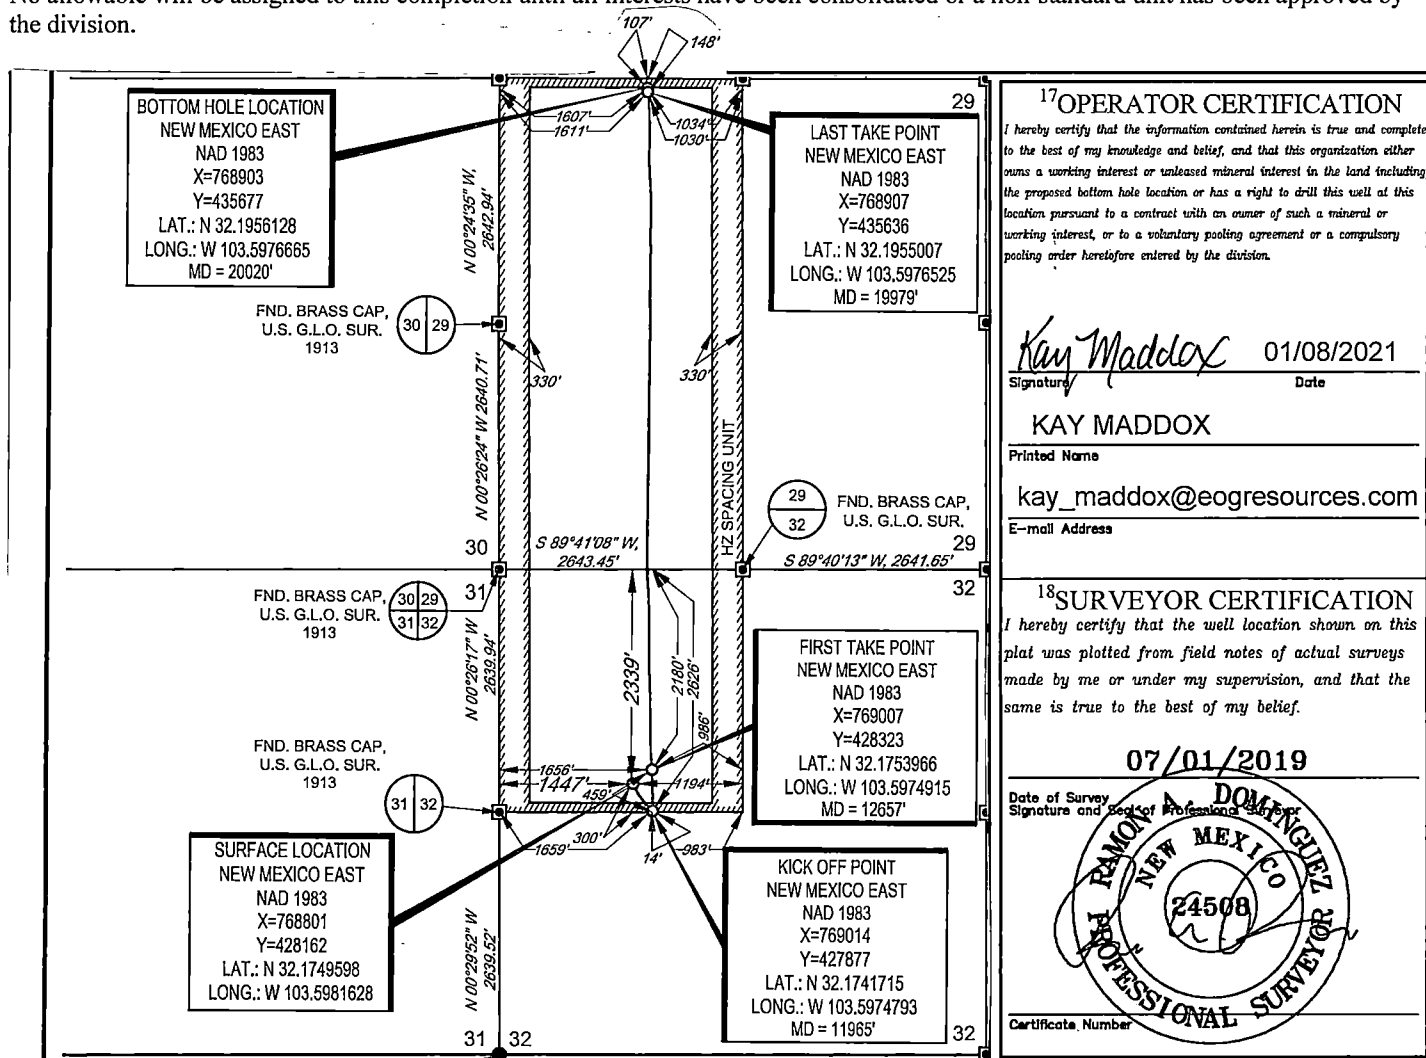 No allowable will be assigned to this completion until all interests have been consolidated or a non-standard unit has been approved by
the division.
107'
148'
BOTTOM HOLE LOCATION
NEW MEXICO EAST
NAD 1983
X=768903
Y=435677
LAT.: N 32.1956128
LONG.: W 103.5976665
MD = 20020'
1607'
1611'
1034'
1030'
29
LAST TAKE POINT
NEW MEXICO EAST
NAD 1983
X=768907
Y=435636
LAT.: N 32.1955007
LONG.: W 103.5976525
MD = 19979'
N 00°24'35" W,
2642.94'
FND. BRASS CAP,
U.S. G.L.O. SUR.
1913
30 29
330'
330'
N 00°26'24" W 2640.71'
HZ SPACING UNIT
29
32
FND. BRASS CAP,
U.S. G.L.O. SUR.
30
S 89°41'08" W,
2643.45'
29
S 89°40'13" W, 2641.65'
31
32
FND. BRASS CAP,
U.S. G.L.O. SUR.
1913
30 29
31 32
N 00°26'17" W
2639.94'
2339'
2180'
2626'
986'
FIRST TAKE POINT
NEW MEXICO EAST
NAD 1983
X=769007
Y=428323
LAT.: N 32.1753966
LONG.: W 103.5974915
MD = 12657'
FND. BRASS CAP,
U.S. G.L.O. SUR.
1913
31 32
1656'
1447'
1194'
459'
300'
1659'
14'
983'
SURFACE LOCATION
NEW MEXICO EAST
NAD 1983
X=768801
Y=428162
LAT.: N 32.1749598
LONG.: W 103.5981628
KICK OFF POINT
NEW MEXICO EAST
NAD 1983
X=769014
Y=427877
LAT.: N 32.1741715
LONG.: W 103.5974793
MD = 11965'
N 00°29'52" W
2639.52'
31 32
32
17 OPERATOR CERTIFICATION
I hereby certify that the information contained herein is true and complete
to the best of my knowledge and belief, and that this organization either
owns a working interest or unleased mineral interest in the land including
the proposed bottom hole location or has a right to drill this well at this
location pursuant to a contract with an owner of such a mineral or
working interest, or to a voluntary pooling agreement or a compulsory
pooling order heretofore entered by the division.
Kay Maddox 01/08/2021
Signature Date
KAY MADDOX
Printed Name
kay_maddox@eogresources.com
E-mail Address
18 SURVEYOR CERTIFICATION
I hereby certify that the well location shown on this
plat was plotted from field notes of actual surveys
made by me or under my supervision, and that the
same is true to the best of my belief.
07/01/2019
Date of Survey
Signature and Seal of Professional Surveyor
RAMON A. DOMINGUEZ
NEW MEXICO
24508
PROFESSIONAL SURVEYOR
Certificate Number